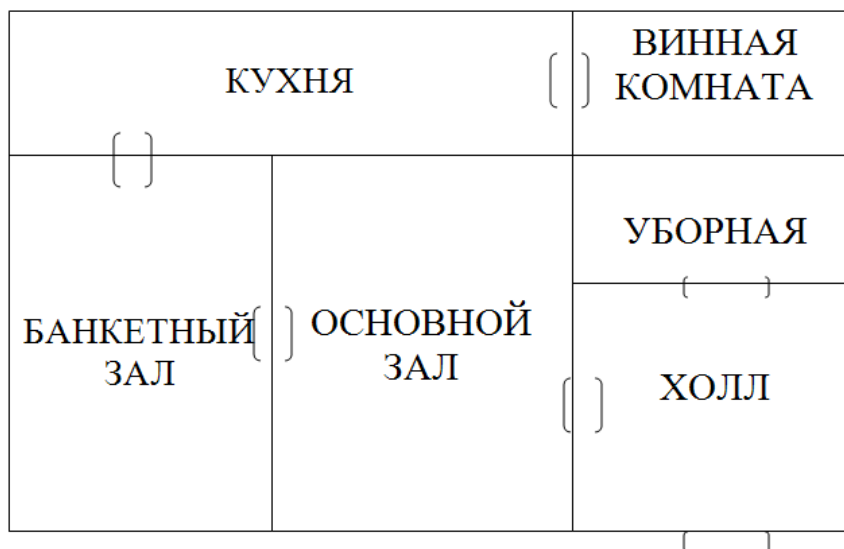 КУХНЯ
ВИННАЯ
КОМНАТА
УБОРНАЯ
БАНКЕТНЫЙ
ЗАЛ
ОСНОВНОЙ
ЗАЛ
ХОЛЛ